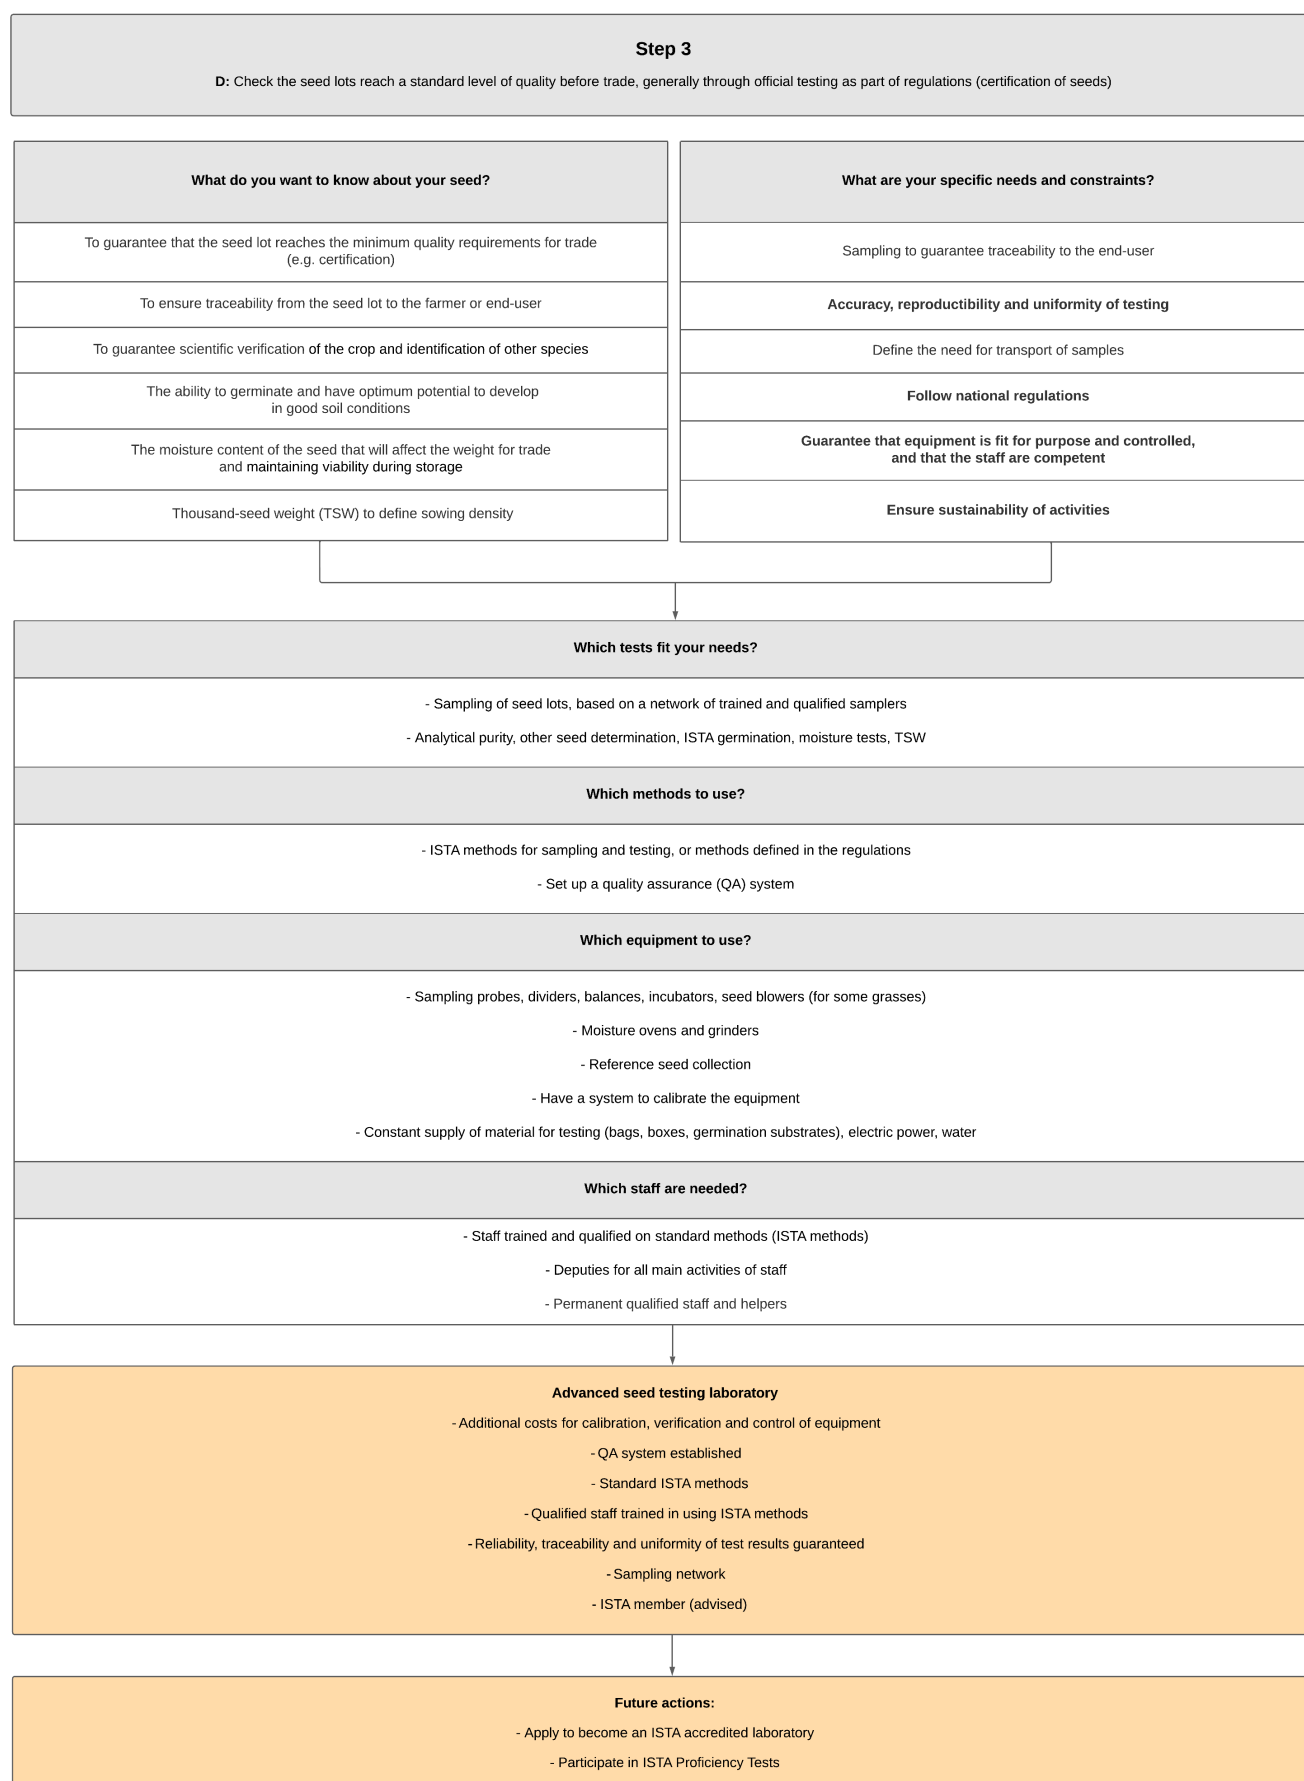 Step 3
D: Check the seed lots reach a standard level of quality before trade, generally through official testing as part of regulations (certification of seeds)
What do you want to know about your seed?
To guarantee that the seed lot reaches the minimum quality requirements for trade
(e.g. certification)
To ensure traceability from the seed lot to the farmer or end-user
To guarantee scientific verification of the crop and identification of other species
The ability to germinate and have optimum potential to develop
in good soil conditions
The moisture content of the seed that will affect the weight for trade
and maintaining viability during storage
Thousand-seed weight (TSW) to define sowing density
What are your specific needs and constraints?
Sampling to guarantee traceability to the end-user
Accuracy, reproductibility and uniformity of testing
Define the need for transport of samples
Follow national regulations
Guarantee that equipment is fit for purpose and controlled,
and that the staff are competent
Ensure sustainability of activities
Which tests fit your needs?
- Sampling of seed lots, based on a network of trained and qualified samplers
- Analytical purity, other seed determination, ISTA germination, moisture tests, TSW
Which methods to use?
- ISTA methods for sampling and testing, or methods defined in the regulations
- Set up a quality assurance (QA) system
Which equipment to use?
- Sampling probes, dividers, balances, incubators, seed blowers (for some grasses)
- Moisture ovens and grinders
- Reference seed collection
- Have a system to calibrate the equipment
- Constant supply of material for testing (bags, boxes, germination substrates), electric power, water
Which staff are needed?
- Staff trained and qualified on standard methods (ISTA methods)
- Deputies for all main activities of staff
- Permanent qualified staff and helpers
Advanced seed testing laboratory
- Additional costs for calibration, verification and control of equipment
- QA system established
- Standard ISTA methods
- Qualified staff trained in using ISTA methods
- Reliability, traceability and uniformity of test results guaranteed
- Sampling network
- ISTA member (advised)
Future actions:
- Apply to become an ISTA accredited laboratory
- Participate in ISTA Proficiency Tests